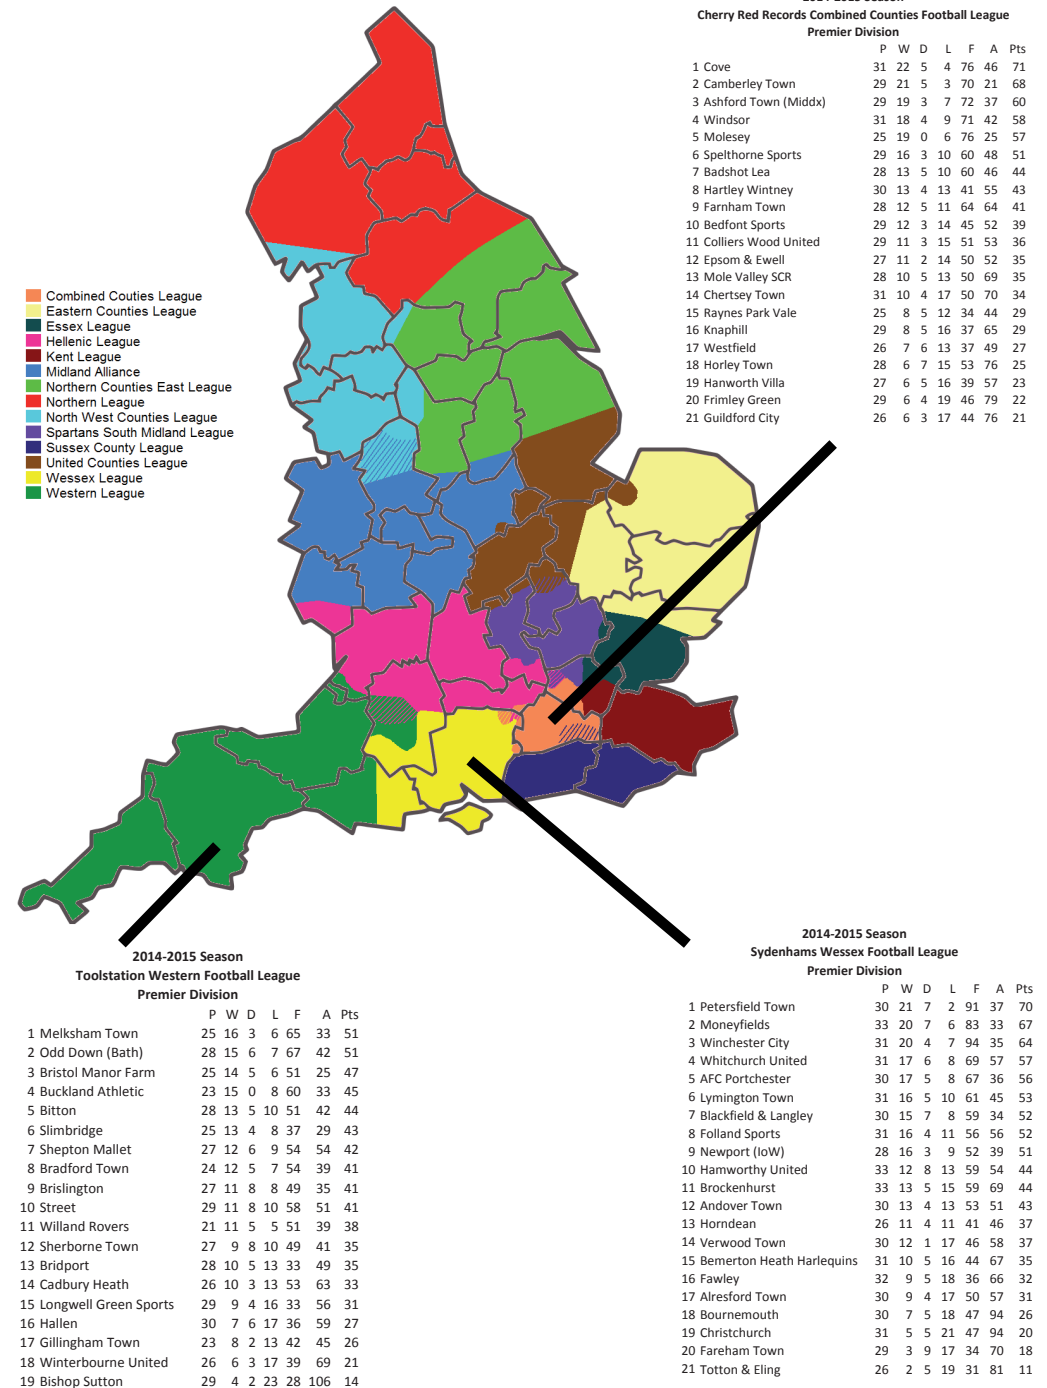 2014-2015 Season
Cherry Red Records Combined Counties Football League
Premier Division
P W D L F A Pts
1 Cove 31 22 5 4 76 46 71
2 Camberley Town 29 21 5 3 70 21 68
3 Ashford Town (Middx) 29 19 3 7 72 37 60
4 Windsor 31 18 4 9 71 42 58
5 Molesey 25 19 0 6 76 25 57
6 Spelthorne Sports 29 16 3 10 60 48 51
7 Badshot Lea 28 13 5 10 60 46 44
8 Hartley Wintney 30 13 4 13 41 55 43
9 Farnham Town 28 12 5 11 64 64 41
10 Bedfont Sports 29 12 3 14 45 52 39
11 Colliers Wood United 29 11 3 15 51 53 36
12 Epsom & Ewell 27 11 2 14 50 52 35
13 Mole Valley SCR 28 10 5 13 50 69 35
14 Chertsey Town 31 10 4 17 50 70 34
15 Raynes Park Vale 25 8 5 12 34 44 29
16 Knaphill 29 8 5 16 37 65 29
17 Westfield 26 7 6 13 37 49 27
18 Horley Town 28 6 7 15 53 76 25
19 Hanworth Villa 27 6 5 16 39 57 23
20 Frimley Green 29 6 4 19 46 79 22
21 Guildford City 26 6 3 17 44 76 21
Combined Couties League
Eastern Counties League
Essex League
Hellenic League
Kent League
Midland Alliance
Northern Counties East League
Northern League
North West Counties League
Spartans South Midland League
Sussex County League
United Counties League
Wessex League
Western League
2014-2015 Season
Toolstation Western Football League
Premier Division
P W D L F A Pts
1 Melksham Town 25 16 3 6 65 33 51
2 Odd Down (Bath) 28 15 6 7 67 42 51
3 Bristol Manor Farm 25 14 5 6 51 25 47
4 Buckland Athletic 23 15 0 8 60 33 45
5 Bitton 28 13 5 10 51 42 44
6 Slimbridge 25 13 4 8 37 29 43
7 Shepton Mallet 27 12 6 9 54 54 42
8 Bradford Town 24 12 5 7 54 39 41
9 Brislington 27 11 8 8 49 35 41
10 Street 29 11 8 10 58 51 41
11 Willand Rovers 21 11 5 5 51 39 38
12 Sherborne Town 27 9 8 10 49 41 35
13 Bridport 28 10 5 13 33 49 35
14 Cadbury Heath 26 10 3 13 53 63 33
15 Longwell Green Sports 29 9 4 16 33 56 31
16 Hallen 30 7 6 17 36 59 27
17 Gillingham Town 23 8 2 13 42 45 26
18 Winterbourne United 26 6 3 17 39 69 21
19 Bishop Sutton 29 4 2 23 28 106 14
2014-2015 Season
Sydenhams Wessex Football League
Premier Division
P W D L F A Pts
1 Petersfield Town 30 21 7 2 91 37 70
2 Moneyfields 33 20 7 6 83 33 67
3 Winchester City 31 20 4 7 94 35 64
4 Whitchurch United 31 17 6 8 69 57 57
5 AFC Portchester 30 17 5 8 67 36 56
6 Lymington Town 31 16 5 10 61 45 53
7 Blackfield & Langley 30 15 7 8 59 34 52
8 Folland Sports 31 16 4 11 56 56 52
9 Newport (IoW) 28 16 3 9 52 39 51
10 Hamworthy United 33 12 8 13 59 54 44
11 Brockenhurst 33 13 5 15 59 69 44
12 Andover Town 30 13 4 13 53 51 43
13 Horndean 26 11 4 11 41 46 37
14 Verwood Town 30 12 1 17 46 58 37
15 Bemerton Heath Harlequins 31 10 5 16 44 67 35
16 Fawley 32 9 5 18 36 66 32
17 Alresford Town 30 9 4 17 50 57 31
18 Bournemouth 30 7 5 18 47 94 26
19 Christchurch 31 5 5 21 47 94 20
20 Fareham Town 29 3 9 17 34 70 18
21 Totton & Eling 26 2 5 19 31 81 11